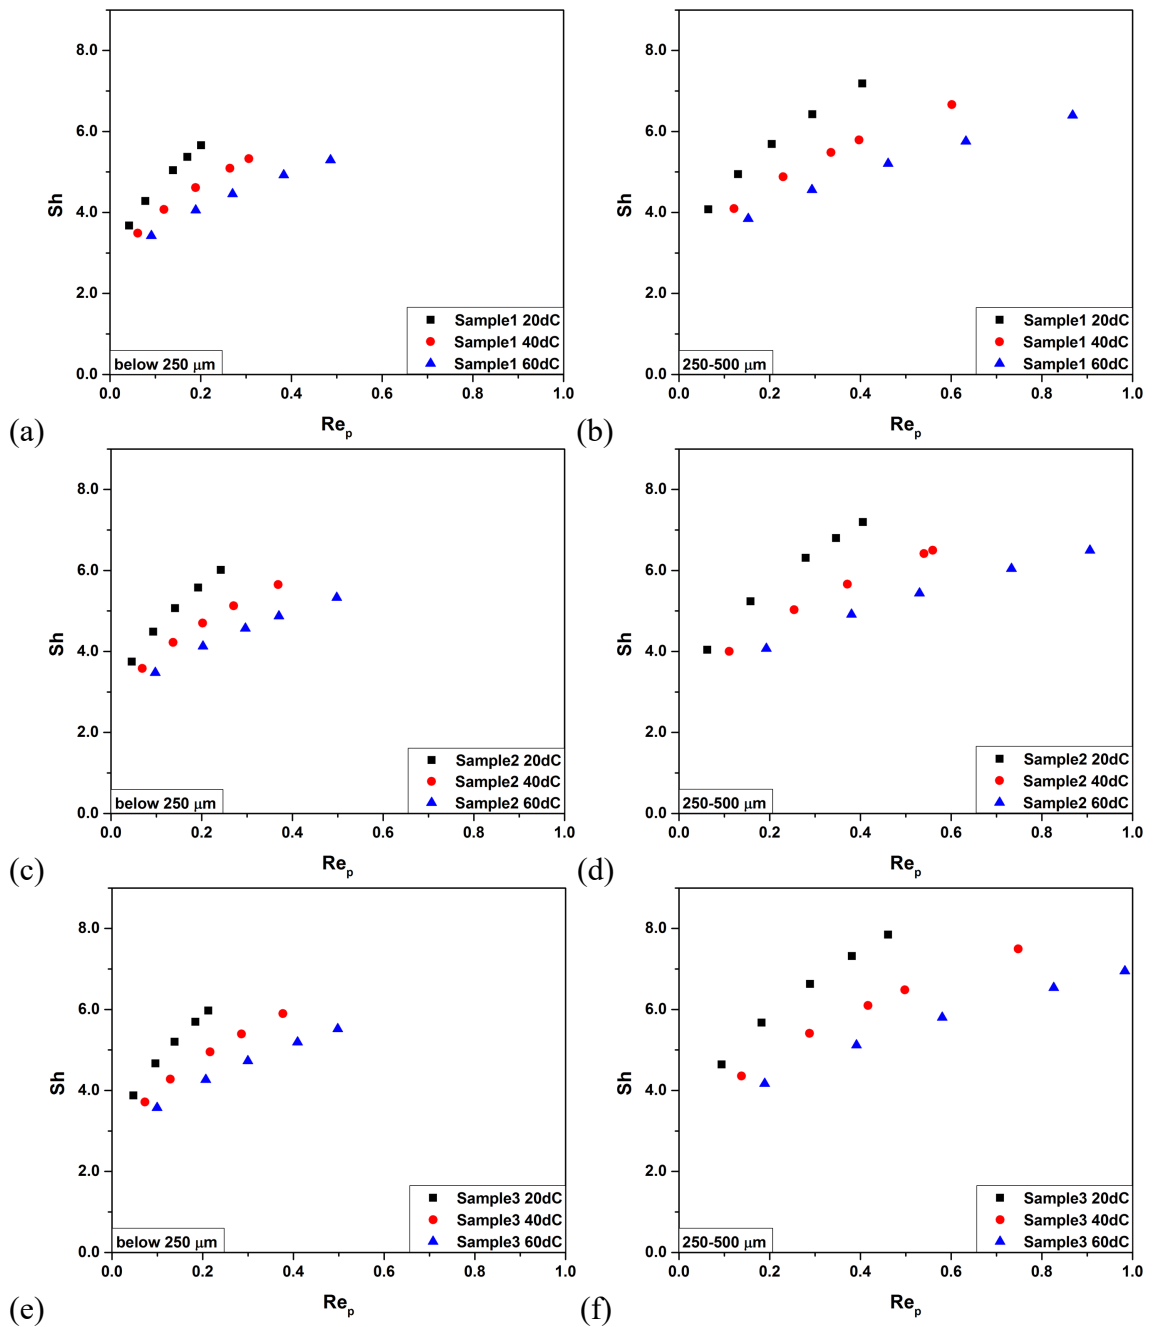 8.0
6.0
4.0
2.0
0.0
Sh
Sample1 20dC
Sample1 40dC
Sample1 60dC
below 250 μm
0.0 0.2 0.4 0.6 0.8 1.0
Re_p
(a)
8.0
6.0
4.0
2.0
0.0
Sh
Sample1 20dC
Sample1 40dC
Sample1 60dC
250-500 μm
0.0 0.2 0.4 0.6 0.8 1.0
Re_p
(b)
8.0
6.0
4.0
2.0
0.0
Sh
Sample2 20dC
Sample2 40dC
Sample2 60dC
below 250 μm
0.0 0.2 0.4 0.6 0.8 1.0
Re_p
(c)
8.0
6.0
4.0
2.0
0.0
Sh
Sample2 20dC
Sample2 40dC
Sample2 60dC
250-500 μm
0.0 0.2 0.4 0.6 0.8 1.0
Re_p
(d)
8.0
6.0
4.0
2.0
0.0
Sh
Sample3 20dC
Sample3 40dC
Sample3 60dC
below 250 μm
0.0 0.2 0.4 0.6 0.8 1.0
Re_p
(e)
8.0
6.0
4.0
2.0
0.0
Sh
Sample3 20dC
Sample3 40dC
Sample3 60dC
250-500 μm
0.0 0.2 0.4 0.6 0.8 1.0
Re_p
(f)